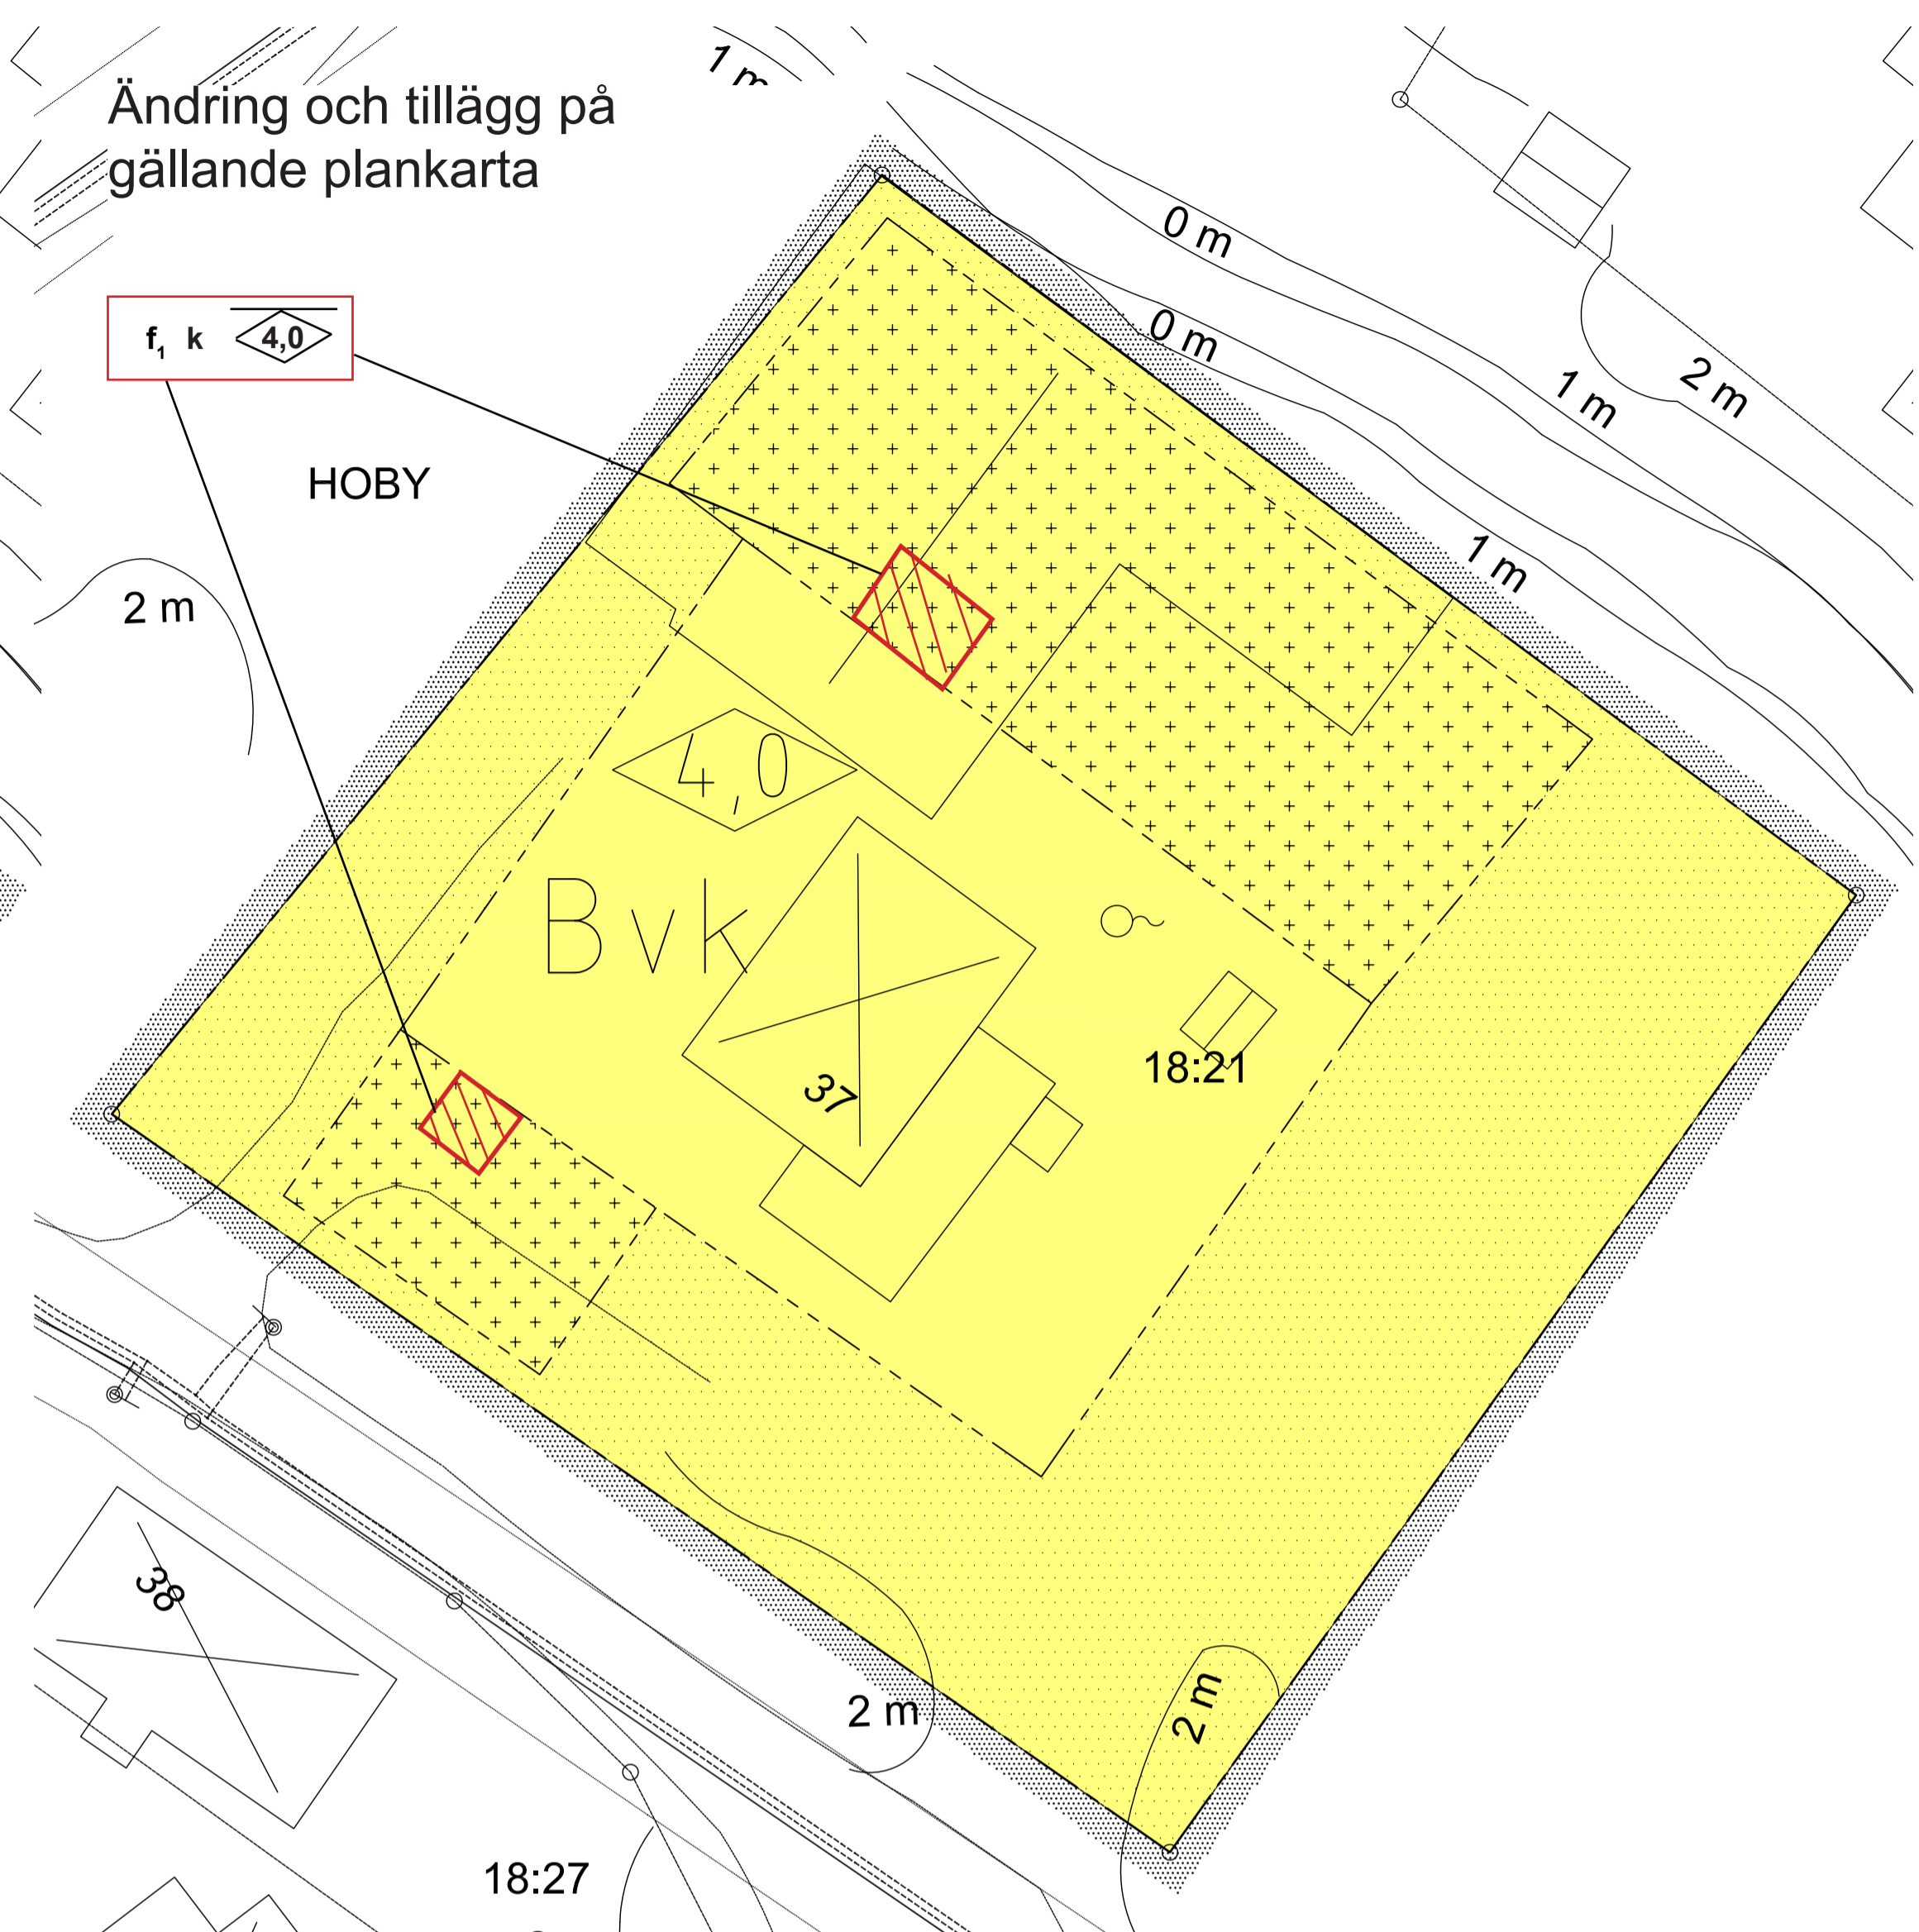 Ändring och tillägg på
gällande plankarta
1 m
0 m
f₁ k 4,0
0 m
2 m
1 m
HOBY
1 m
2 m
4,0
B v k
18:21
37
38
2 m
2 m
18:27